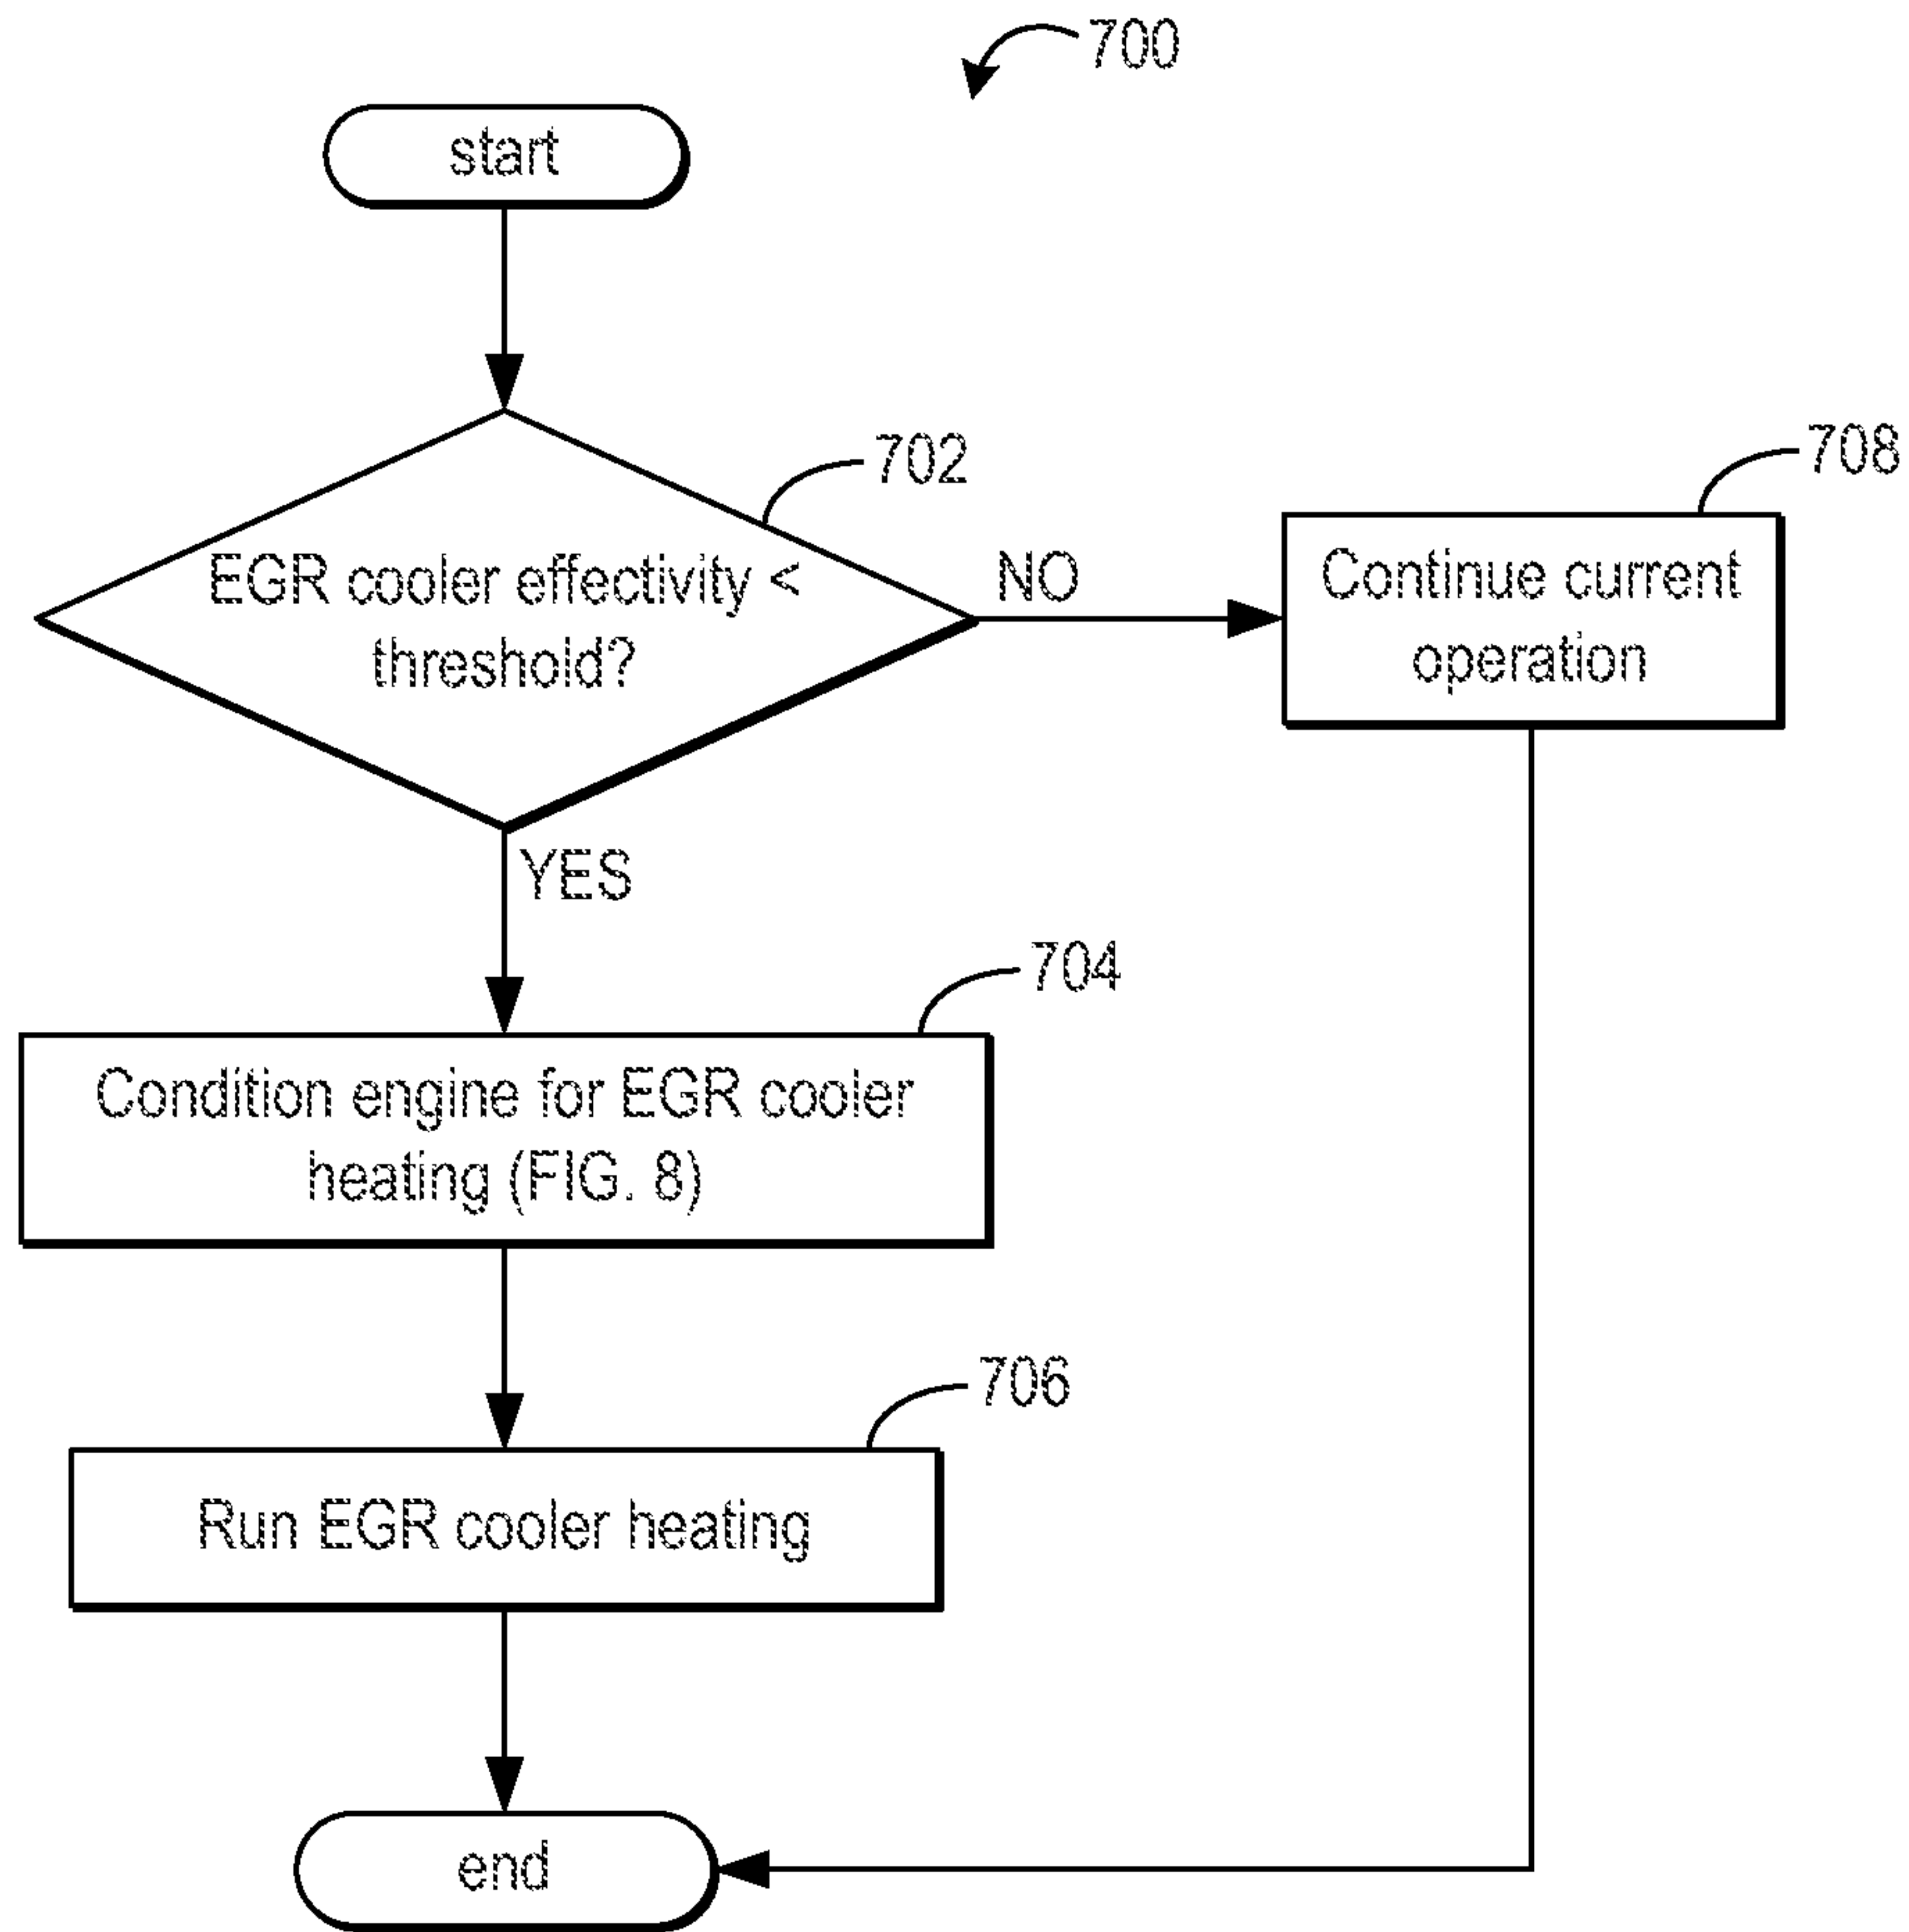 700
start
702
EGR cooler effectivity <
threshold?
NO
708
Continue current
operation
YES
704
Condition engine for EGR cooler
heating (FIG. 8)
706
Run EGR cooler heating
end